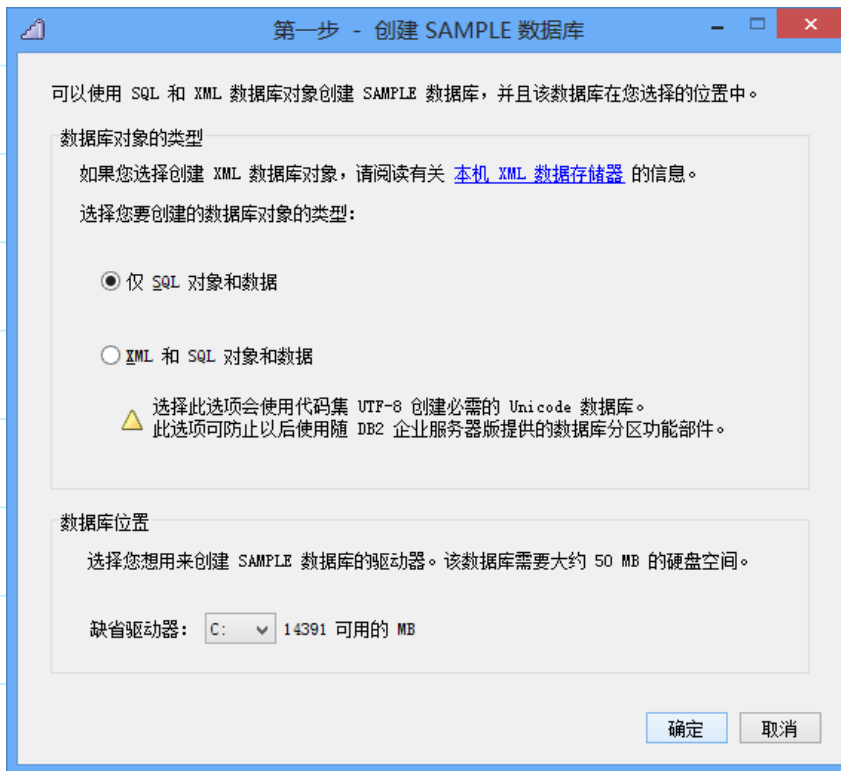 第一步 - 创建 SAMPLE 数据库
可以使用 SQL 和 XML 数据库对象创建 SAMPLE 数据库，并且该数据库在您选择的位置中。
数据库对象的类型
如果您选择创建 XML 数据库对象，请阅读有关 本机 XML 数据存储器 的信息。
选择您要创建的数据库对象的类型：
仅 SQL 对象和数据
XML 和 SQL 对象和数据
选择此选项会使用代码集 UTF-8 创建必需的 Unicode 数据库。
此选项可防止以后使用随 DB2 企业服务器版提供的数据库分区功能部件。
数据库位置
选择您想用来创建 SAMPLE 数据库的驱动器。该数据库需要大约 50 MB 的硬盘空间。
缺省驱动器： C: 14391 可用的 MB
确定 取消